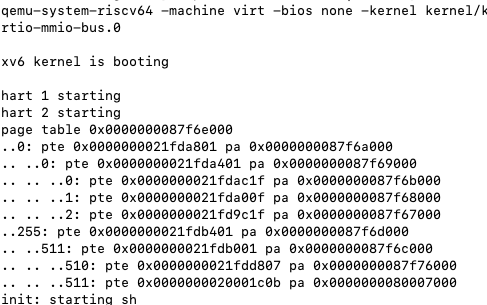 qemu-system-riscv64 -machine virt -bios none -kernel kernel/k
rtio-mmio-bus.0
xv6 kernel is booting
hart 1 starting
hart 2 starting
page table 0x0000000087f6e000
..0: pte 0x0000000021fda801 pa 0x0000000087f6a000
.. ..0: pte 0x0000000021fda401 pa 0x0000000087f69000
.. .. ..0: pte 0x0000000021fdac1f pa 0x0000000087f6b000
.. .. ..1: pte 0x0000000021fda00f pa 0x0000000087f68000
.. .. ..2: pte 0x0000000021fd9c1f pa 0x0000000087f67000
..255: pte 0x0000000021fdb401 pa 0x0000000087f6d000
.. ..511: pte 0x0000000021fdb001 pa 0x0000000087f6c000
.. .. ..510: pte 0x0000000021fdd807 pa 0x0000000087f76000
.. .. ..511: pte 0x0000000020001c0b pa 0x0000000080007000
init: starting sh